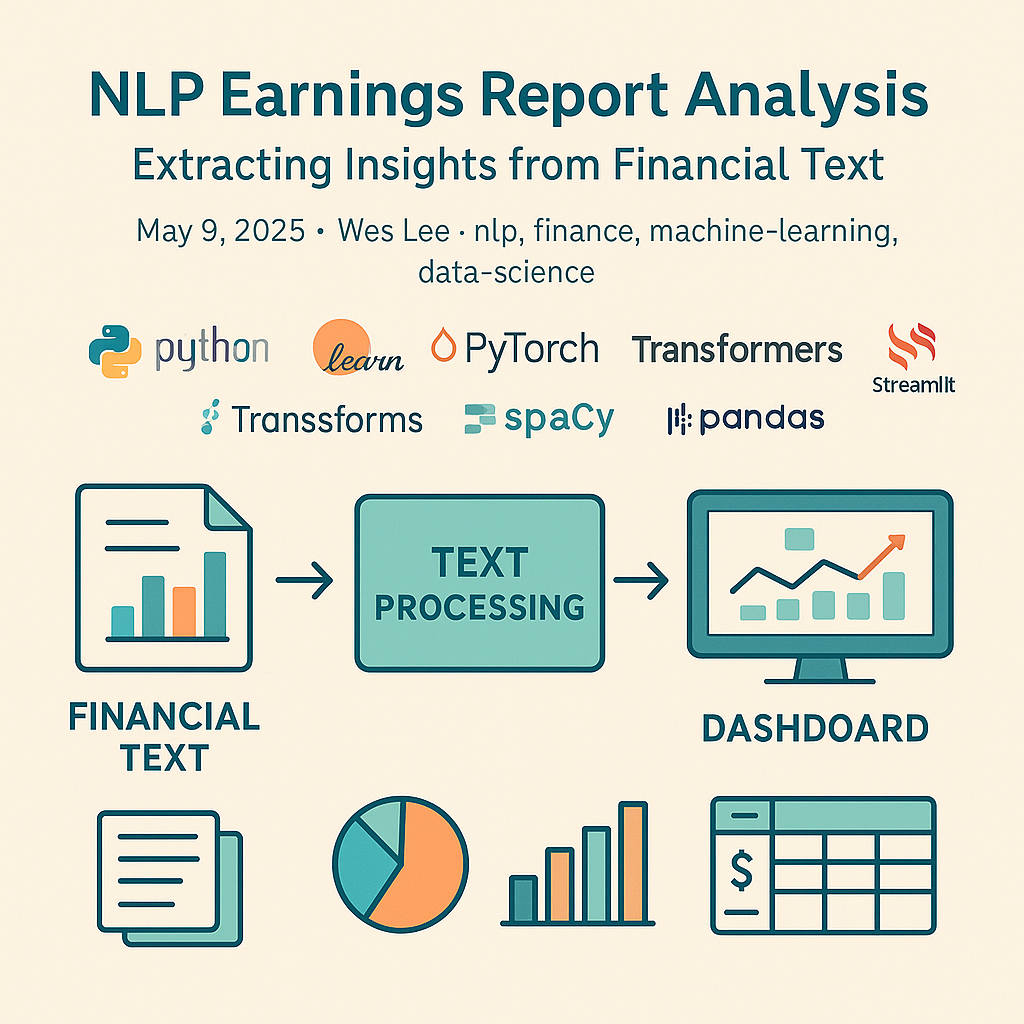 NLP Earnings Report Analysis
Extracting Insights from Financial Text
May 9, 2025 • Wes Lee · nlp, finance, machine-learning,
data-science
python learn PyTorch Transformers
StreamlIt
Transsforms spaCy pandas
TEXT
PROCESSING
FINANCIAL
TEXT
DASHDOARD
$